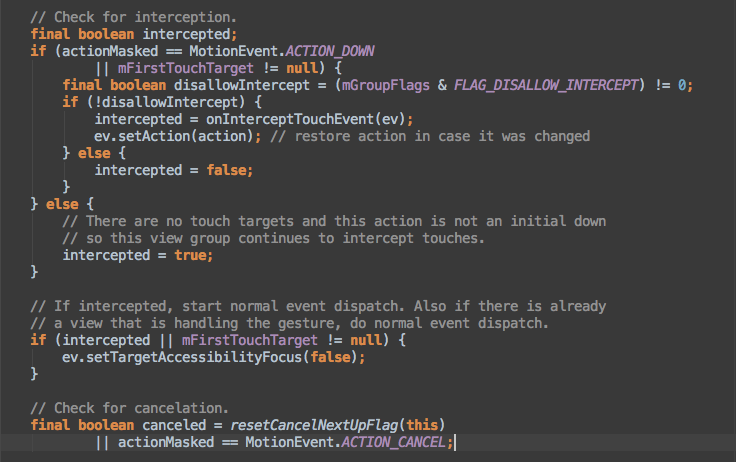 // Check for interception.
final boolean intercepted;
if (actionMasked == MotionEvent.ACTION_DOWN
        || mFirstTouchTarget != null) {
    final boolean disallowIntercept = (mGroupFlags & FLAG_DISALLOW_INTERCEPT) != 0;
    if (!disallowIntercept) {
        intercepted = onInterceptTouchEvent(ev);
        ev.setAction(action); // restore action in case it was changed
    } else {
        intercepted = false;
    }
} else {
    // There are no touch targets and this action is not an initial down
    // so this view group continues to intercept touches.
    intercepted = true;
}

// If intercepted, start normal event dispatch. Also if there is already
// a view that is handling the gesture, do normal event dispatch.
if (intercepted || mFirstTouchTarget != null) {
    ev.setTargetAccessibilityFocus(false);
}

// Check for cancelation.
final boolean canceled = resetCancelNextUpFlag(this)
        || actionMasked == MotionEvent.ACTION_CANCEL;